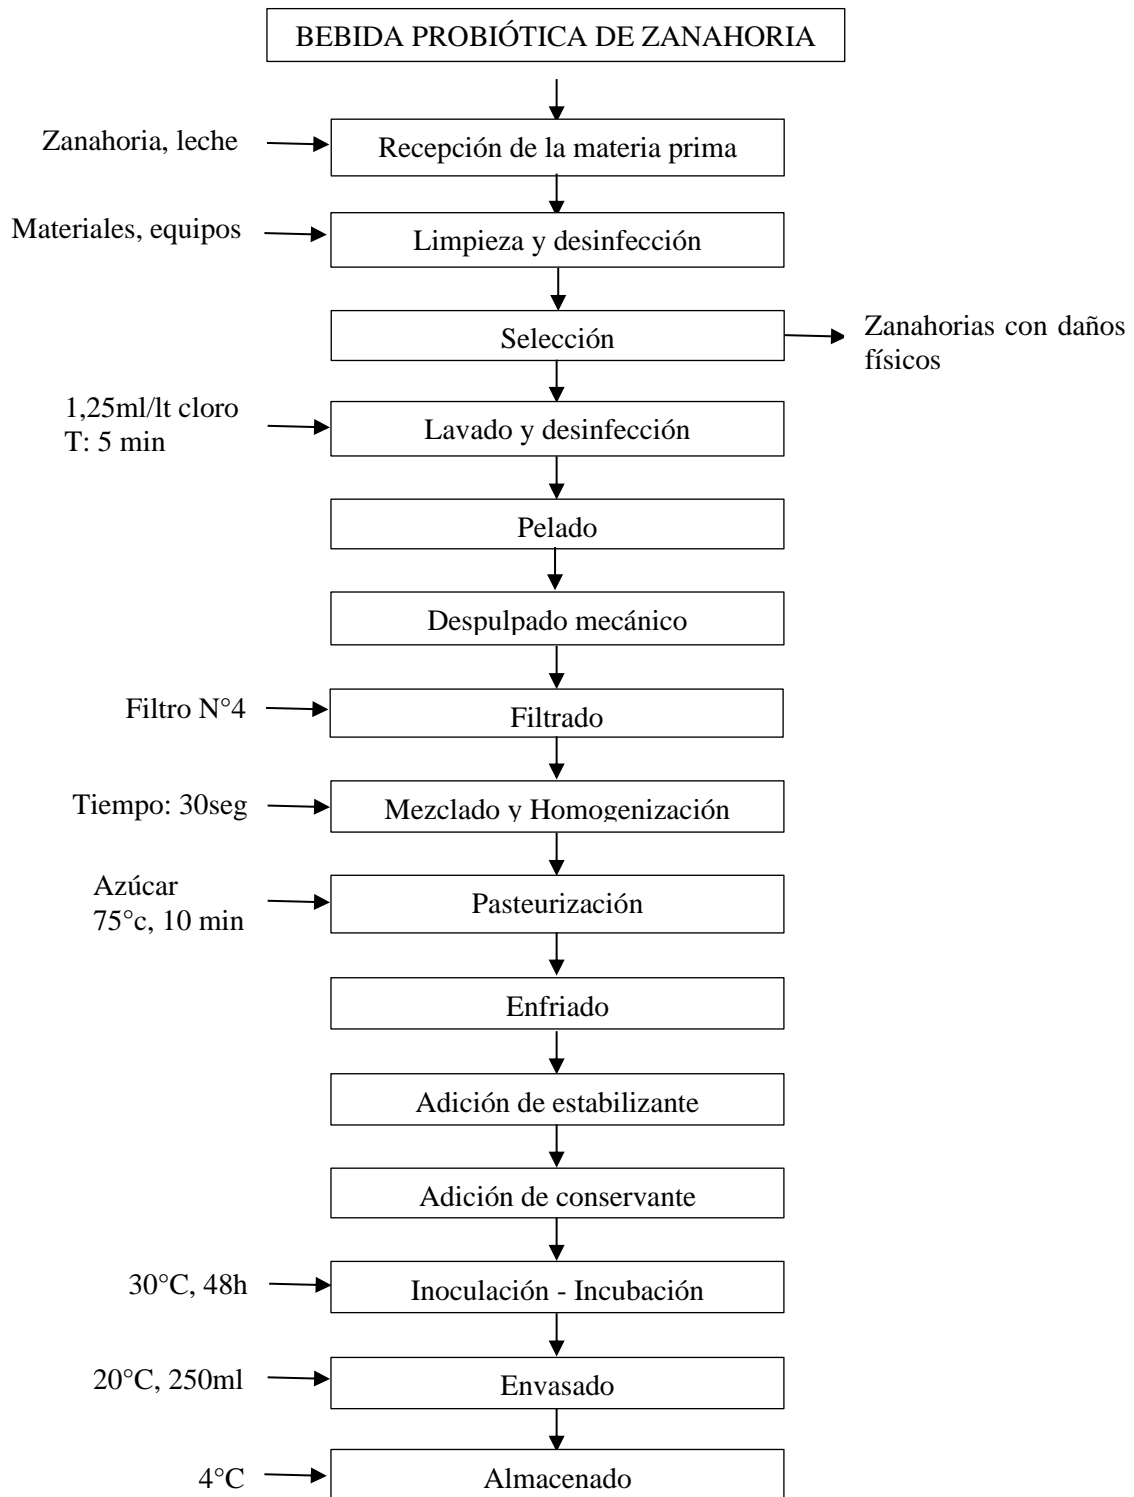 BEBIDA PROBIÓTICA DE ZANAHORIA
Zanahoria, leche
Recepción de la materia prima
Materiales, equipos
Limpieza y desinfección
Selección
Zanahorias con daños
físicos
1,25ml/lt cloro
T: 5 min
Lavado y desinfección
Pelado
Despulpado mecánico
Filtro N°4
Filtrado
Tiempo: 30seg
Mezclado y Homogenización
Azúcar
75°c, 10 min
Pasteurización
Enfriado
Adición de estabilizante
Adición de conservante
30°C, 48h
Inoculación - Incubación
20°C, 250ml
Envasado
4°C
Almacenado